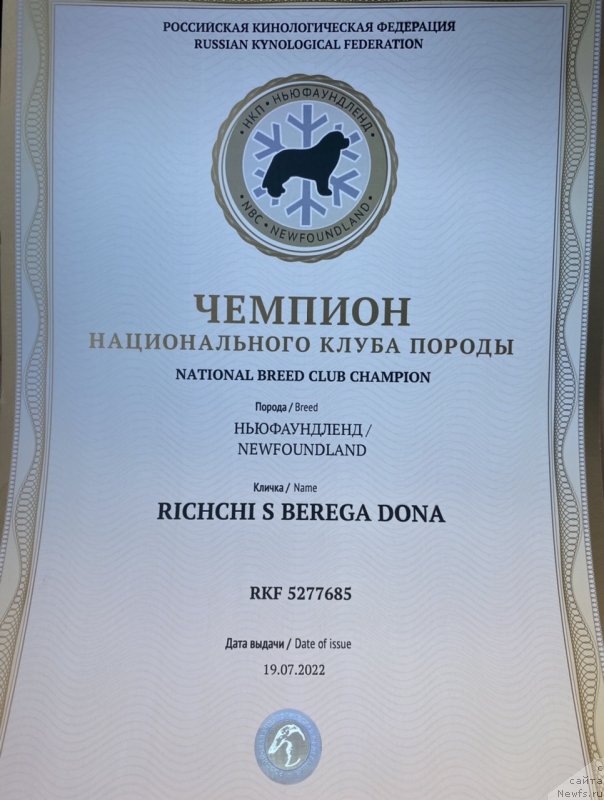 РОССИЙСКАЯ КИНОЛОГИЧЕСКАЯ ФЕДЕРАЦИЯ
RUSSIAN KYNOLOGICAL FEDERATION
• НКП • НЬЮФАУНДЛЕНД •
• NBC • NEWFOUNDLAND •
ЧЕМПИОН
НАЦИОНАЛЬНОГО КЛУБА ПОРОДЫ
NATIONAL BREED CLUB CHAMPION
Порода / Breed
НЬЮФАУНДЛЕНД /
NEWFOUNDLAND
Кличка / Name
RICHCHI S BEREGA DONA
RKF 5277685
Дата выдачи / Date of issue
19.07.2022
с
сайта
Newfs.ru